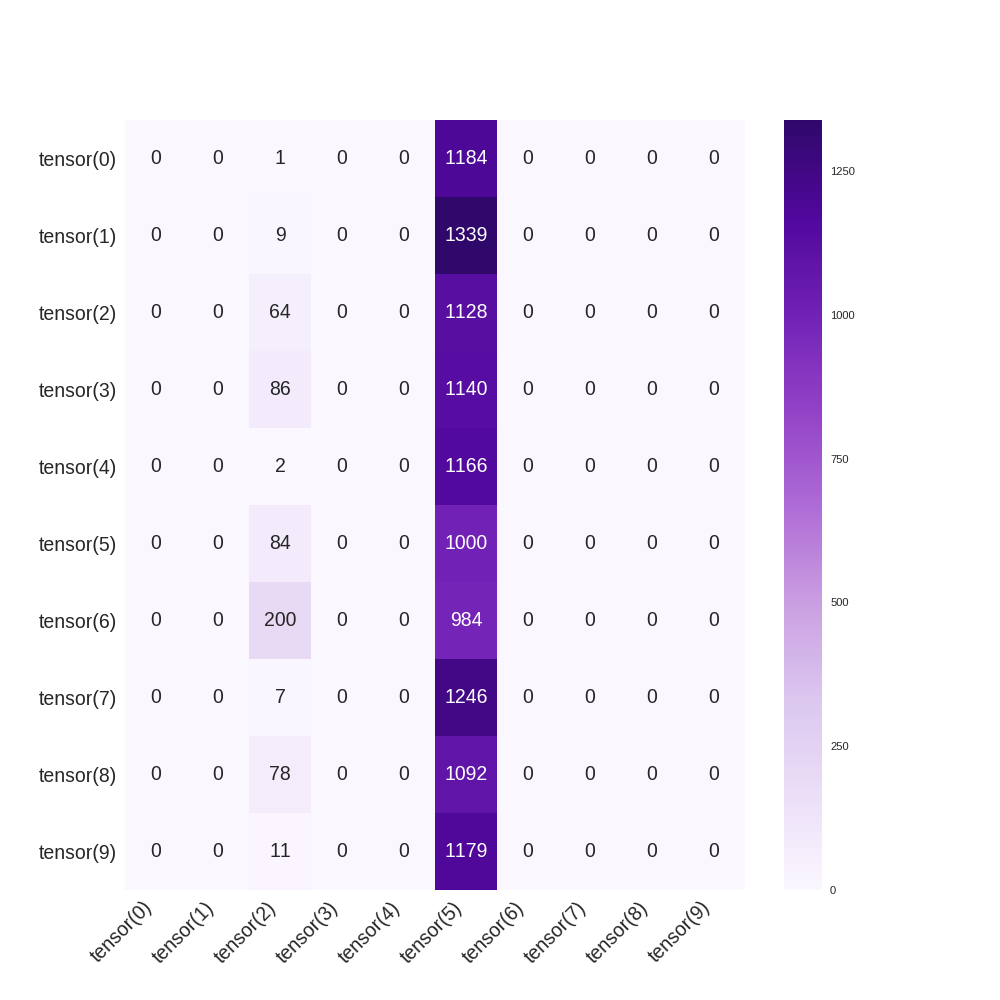 tensor(0) 0 0 1 0 0 1184 0 0 0 0
tensor(1) 0 0 9 0 0 1339 0 0 0 0
tensor(2) 0 0 64 0 0 1128 0 0 0 0
tensor(3) 0 0 86 0 0 1140 0 0 0 0
tensor(4) 0 0 2 0 0 1166 0 0 0 0
tensor(5) 0 0 84 0 0 1000 0 0 0 0
tensor(6) 0 0 200 0 0 984 0 0 0 0
tensor(7) 0 0 7 0 0 1246 0 0 0 0
tensor(8) 0 0 78 0 0 1092 0 0 0 0
tensor(9) 0 0 11 0 0 1179 0 0 0 0
tensor(0) tensor(1) tensor(2) tensor(3) tensor(4) tensor(5) tensor(6) tensor(7) tensor(8) tensor(9)
1250
1000
750
500
250
0